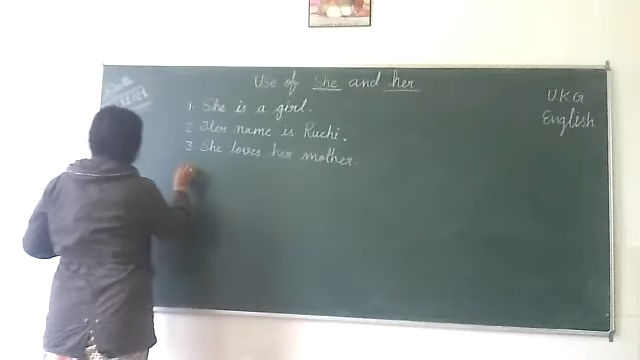 Use of She and her
UKG
English
1. She is a girl.
2. Her name is Ruchi.
3. She loves her mother.